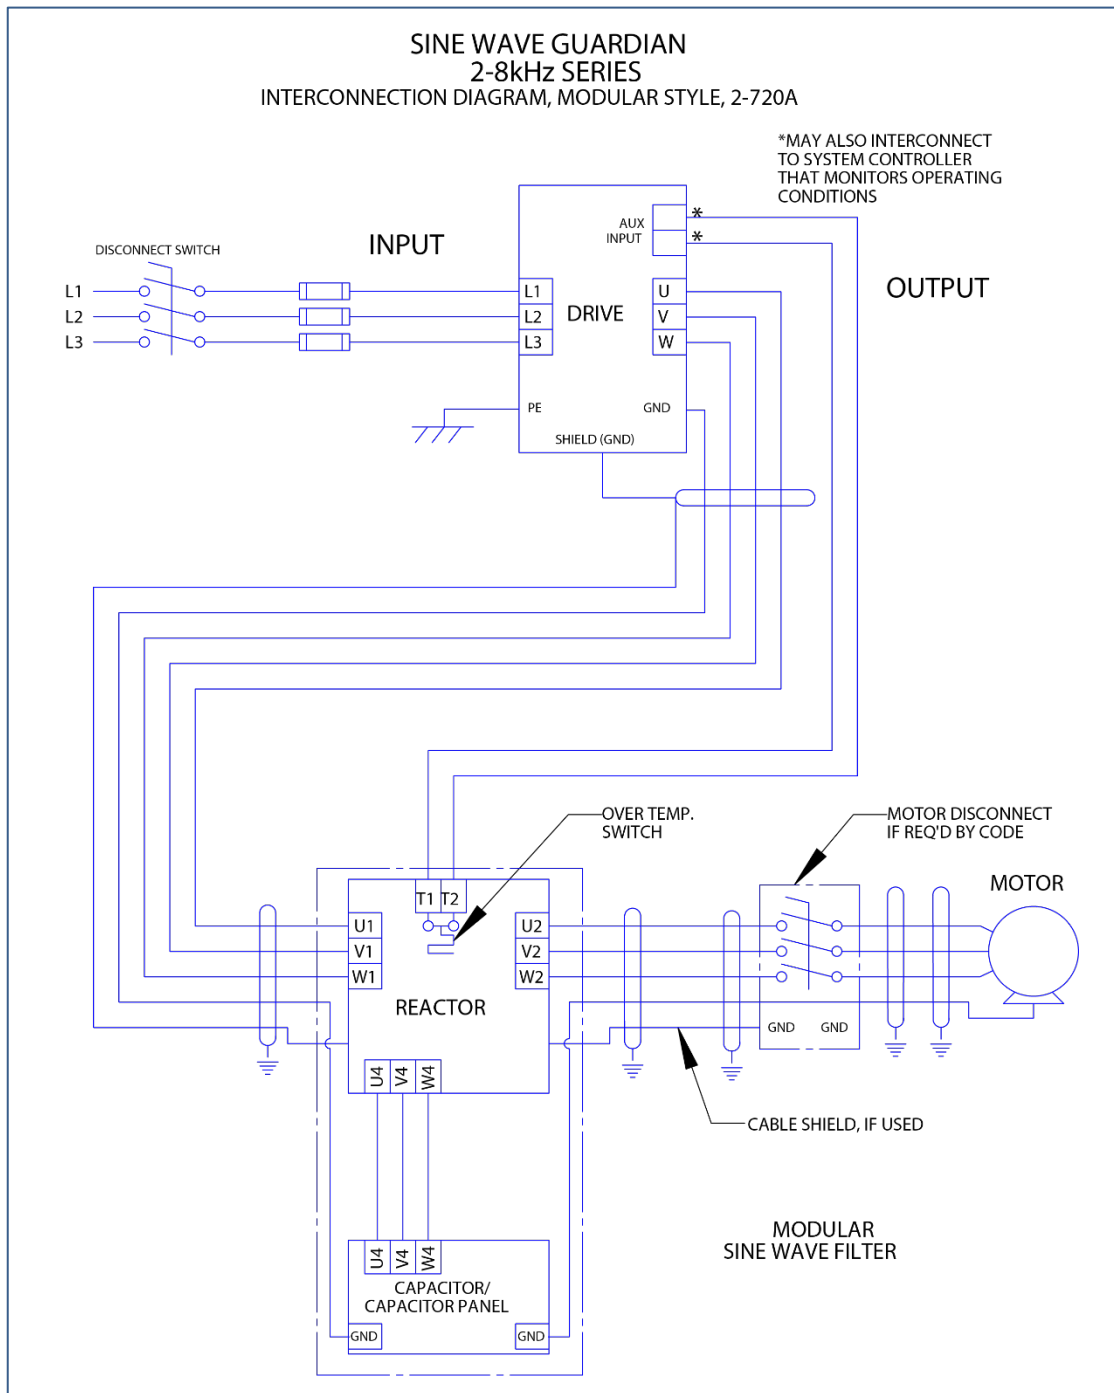 SINE WAVE GUARDIAN
2-8kHz SERIES
INTERCONNECTION DIAGRAM, MODULAR STYLE, 2-720A
*MAY ALSO INTERCONNECT
TO SYSTEM CONTROLLER
THAT MONITORS OPERATING
CONDITIONS
AUX
INPUT
*
*
INPUT
DISCONNECT SWITCH
OUTPUT
L1
L2
L3
L1
L2
L3
DRIVE
U
V
W
PE
GND
SHIELD (GND)
OVER TEMP.
SWITCH
MOTOR DISCONNECT
IF REQ'D BY CODE
MOTOR
T1
T2
U1
V1
W1
U2
V2
W2
REACTOR
GND
GND
U4
V4
W4
CABLE SHIELD, IF USED
MODULAR
SINE WAVE FILTER
U4
V4
W4
CAPACITOR/
CAPACITOR PANEL
GND
GND